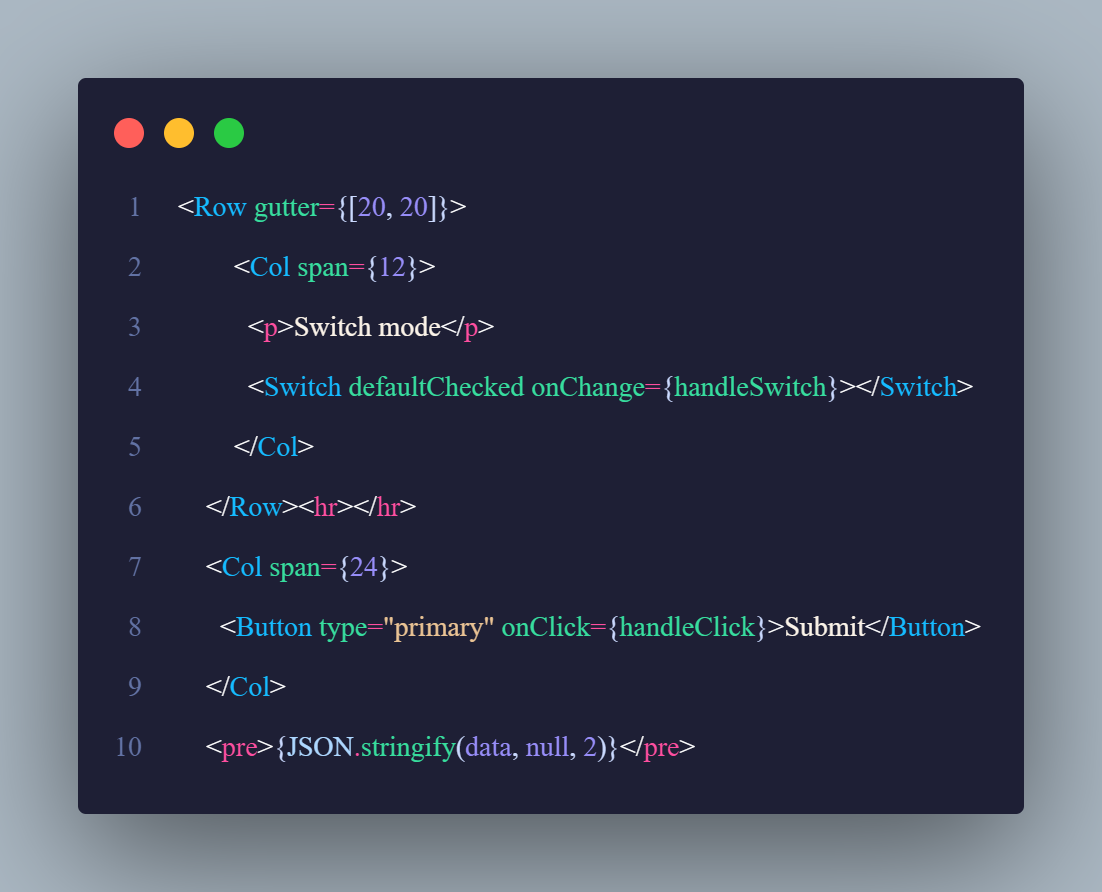 1 <Row gutter={[20, 20]}>
2 <Col span={12}>
3 <p>Switch mode</p>
4 <Switch defaultChecked onChange={handleSwitch}></Switch>
5 </Col>
6 </Row><hr></hr>
7 <Col span={24}>
8 <Button type="primary" onClick={handleClick}>Submit</Button>
9 </Col>
10 <pre>{JSON.stringify(data, null, 2)}</pre>